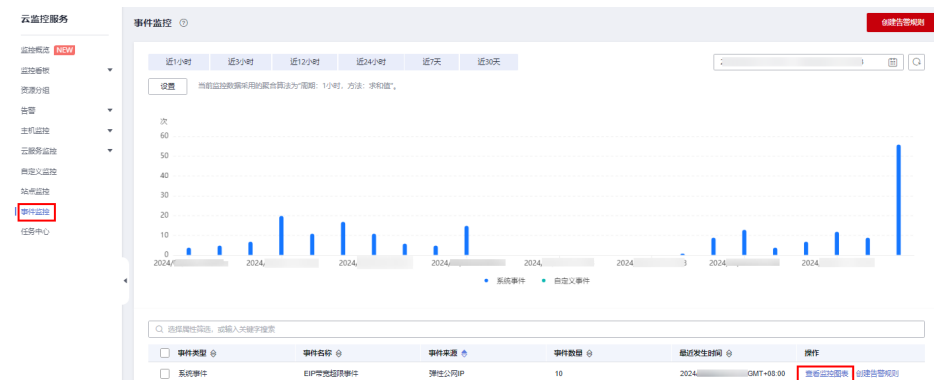 云监控服务
事件监控
创建告警规则
监控概览 NEW
监控看板
资源分组
告警
主机监控
云服务监控
自定义监控
站点监控
事件监控
任务中心
近1小时 近3小时 近12小时 近24小时 近7天 近30天
设置 当前监控数据采用的聚合算法为“周期：1小时，方法：求和值”。
次
60
50
40
30
20
10
0
2024/ 2024, 2024, 2024/ 2024, 2024 2024, 2024,
系统事件 自定义事件
选择属性筛选，或输入关键字搜索
事件类型 事件名称 事件来源 事件数量 最近发生时间 操作
系统事件 EIP带宽超限事件 弹性公网IP 10 2024 GMT+08:00 查看监控图表 创建告警规则